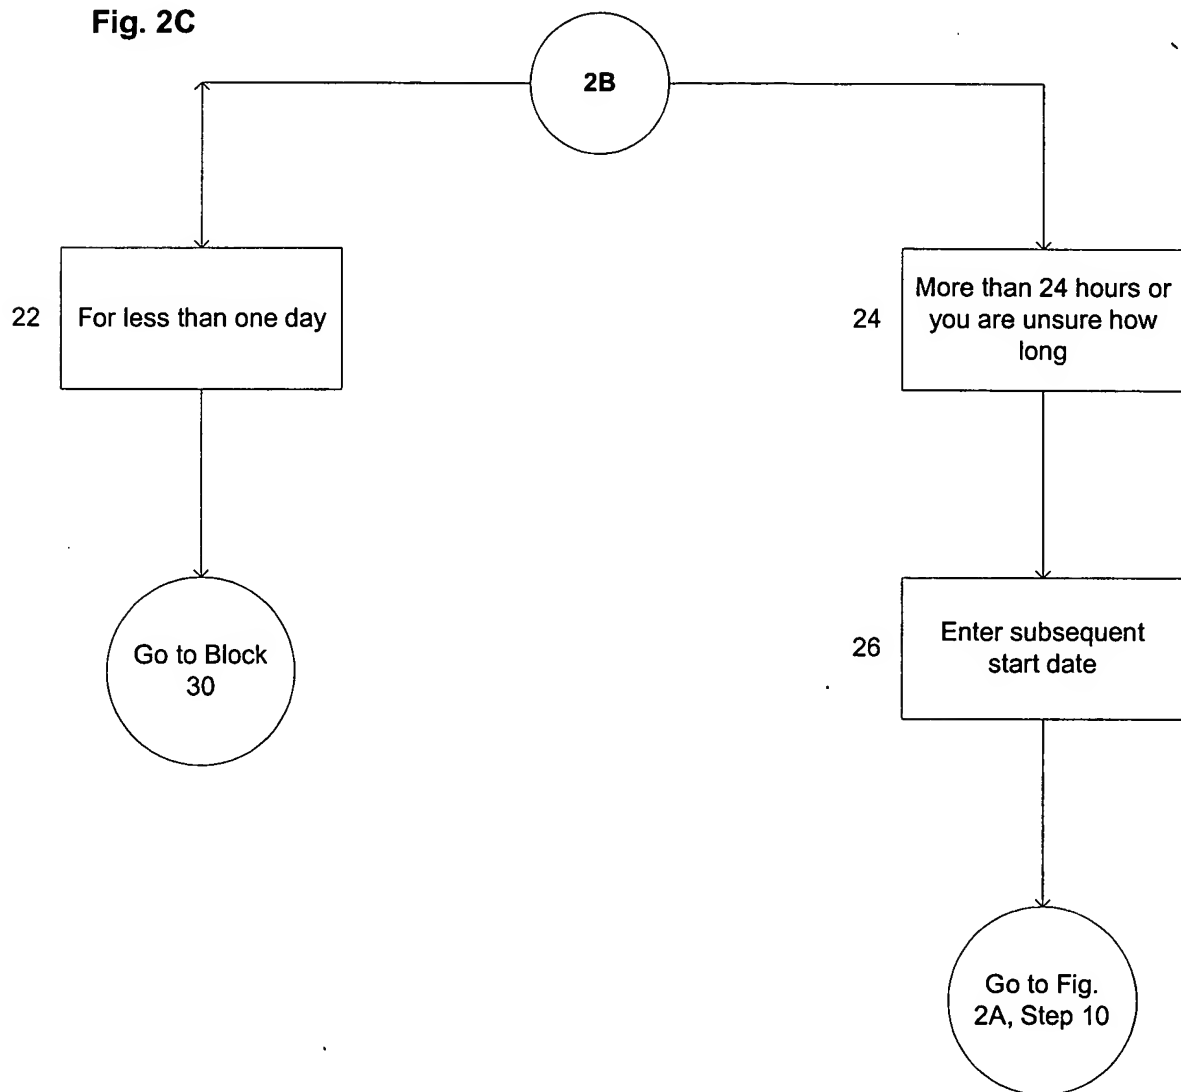 Fig. 2C
2B
22
For less than one day
24
More than 24 hours or
you are unsure how
long
Go to Block
30
26
Enter subsequent
start date
Go to Fig.
2A, Step 10